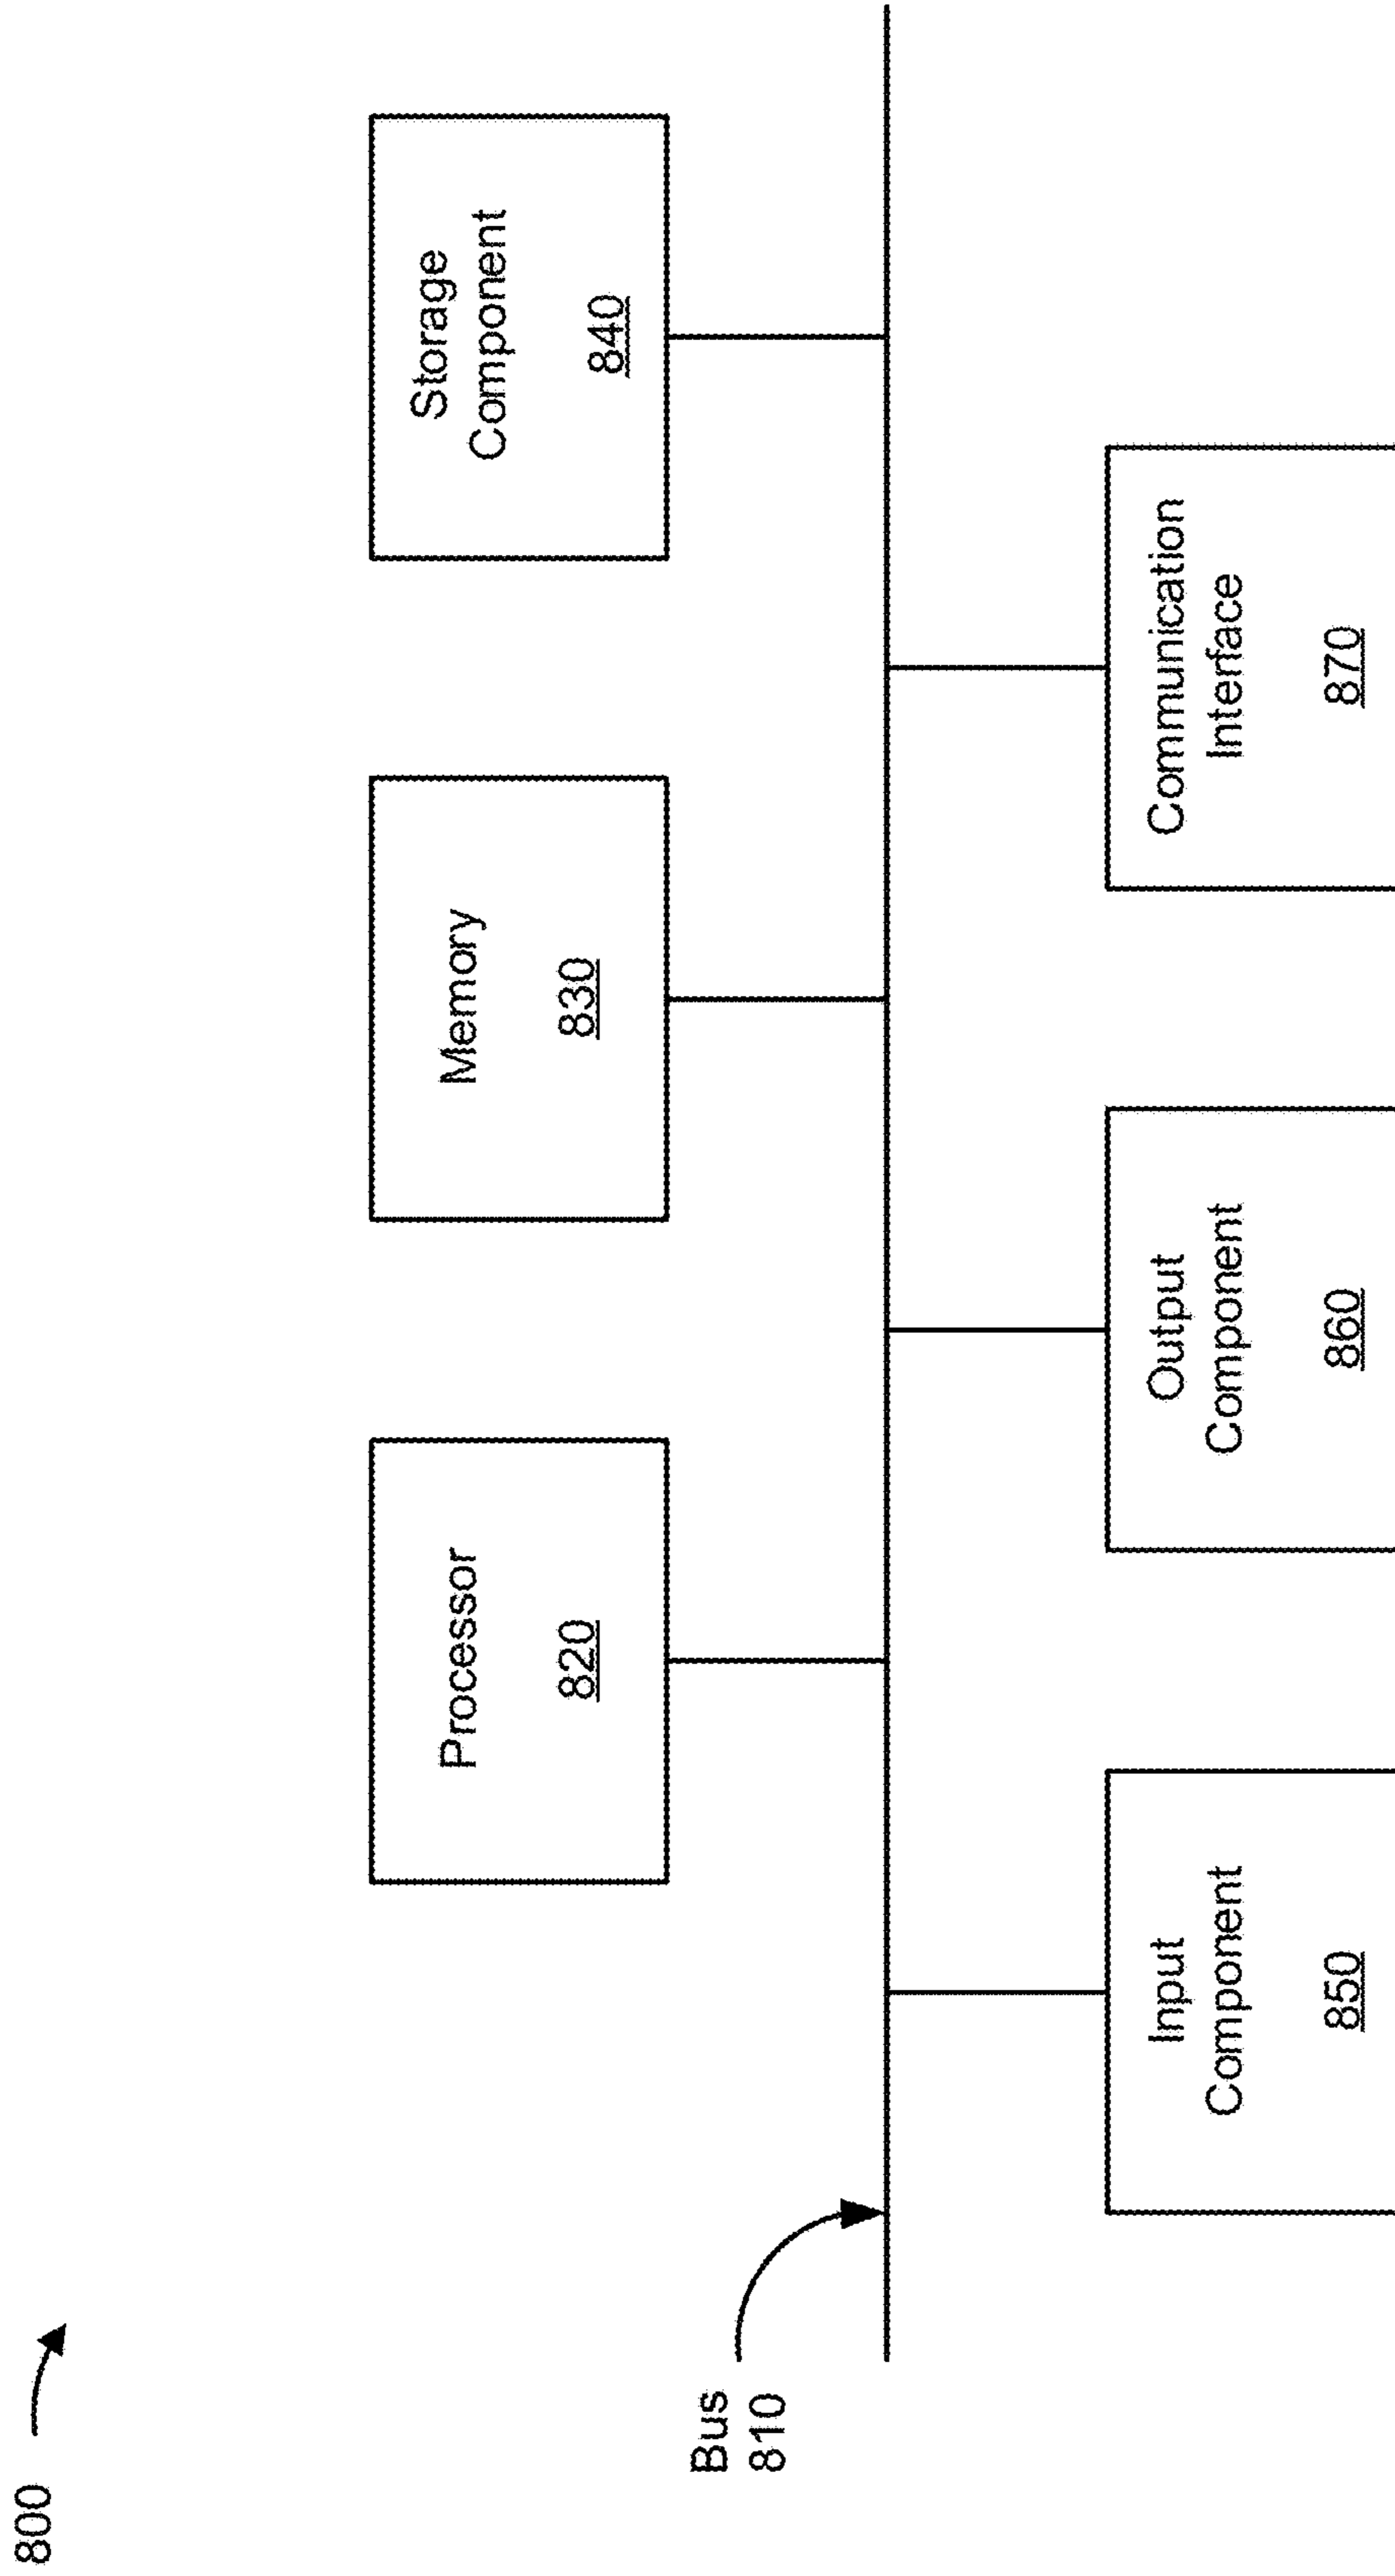 800
Bus
810
Processor
820
Memory
830
Storage
Component
840
Input
Component
850
Output
Component
860
Communication
Interface
870